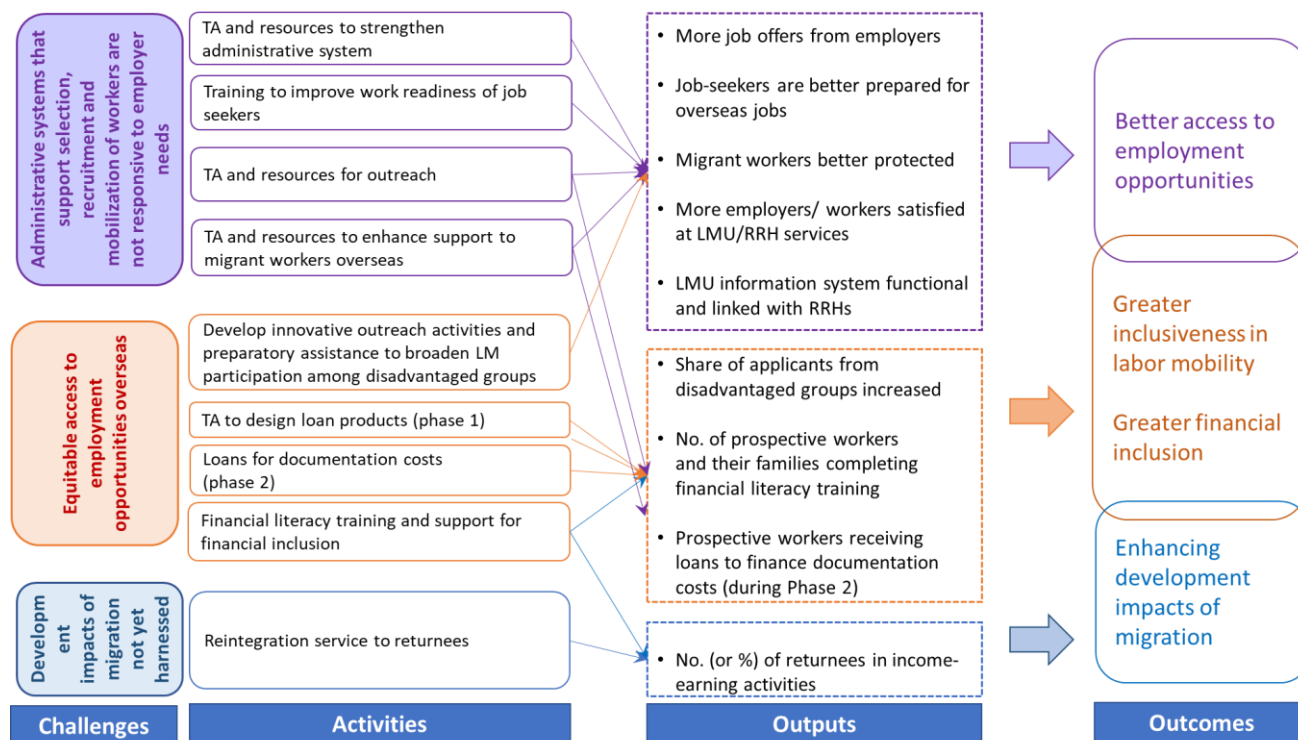 Administrative systems that
support selection,
recruitment and
mobilization of workers are
not responsive to employer
needs
TA and resources to strengthen
administrative system
Training to improve work readiness of job
seekers
TA and resources for outreach
TA and resources to enhance support to
migrant workers overseas
Equitable access to
employment
opportunities overseas
Develop innovative outreach activities and
preparatory assistance to broaden LM
participation among disadvantaged groups
TA to design loan products (phase 1)
Loans for documentation costs
(phase 2)
Financial literacy training and support for
financial inclusion
Developm
ent
impacts of
migration
not yet
harnessed
Reintegration service to returnees
• More job offers from employers
• Job-seekers are better prepared for
overseas jobs
• Migrant workers better protected
• More employers/ workers satisfied
at LMU/RRH services
• LMU information system functional
and linked with RRHs
• Share of applicants from
disadvantaged groups increased
• No. of prospective workers
and their families completing
financial literacy training
• Prospective workers receiving
loans to finance documentation
costs (during Phase 2)
• No. (or %) of returnees in income-
earning activities
Better access to
employment
opportunities
Greater
inclusiveness in
labor mobility
Greater financial
inclusion
Enhancing
development
impacts of
migration
Challenges
Activities
Outputs
Outcomes